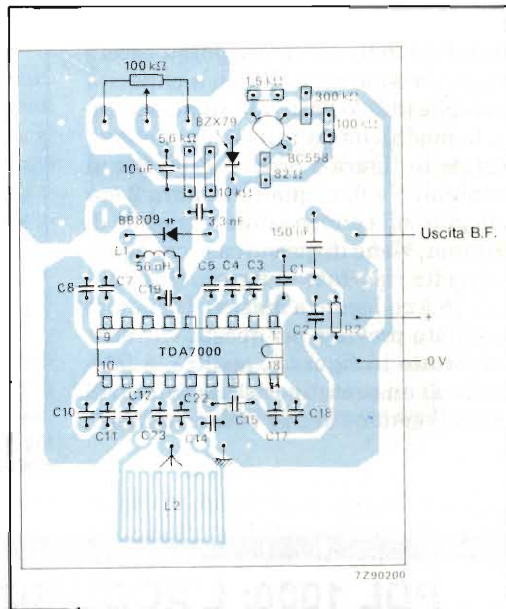 100 kΩ
1,5 kΩ
300 kΩ
100 kΩ
BZX79
BC558
5,6 kΩ
10 µF
82 Ω
10 kΩ
BB809
3,3 nF
150 nF
Uscita B.F.
L1
56 nH
C8
C7
C19
C5
C4
C3
C1
C2
R2
+
9
1
TDA7000
0 V
10
18
C10
C11
C12
C23
C22
C14
C15
C17
C18
L2
7Z90200